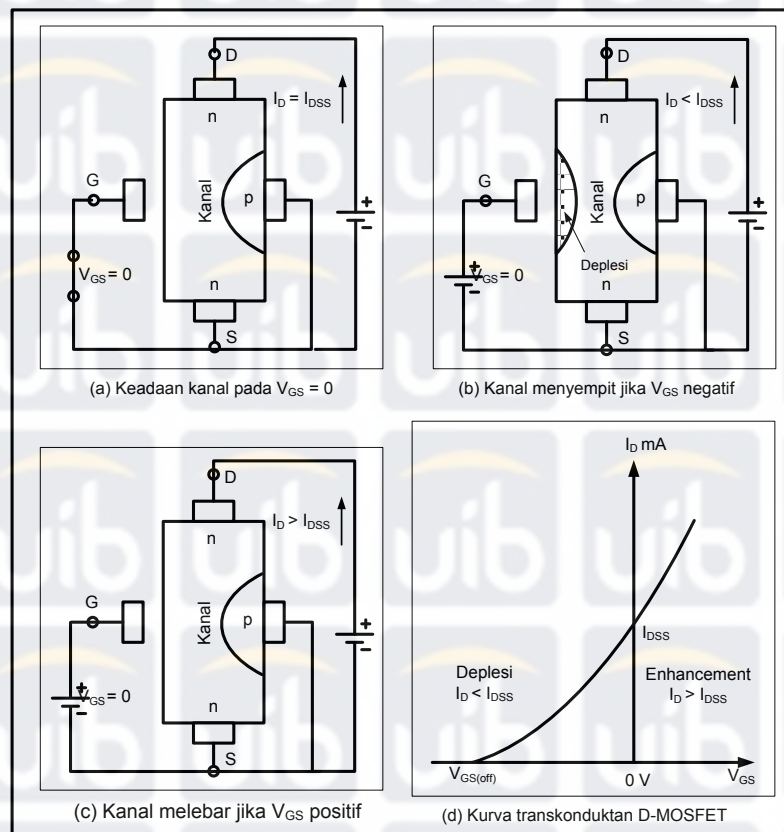 D
I_D = I_DSS
n
G
Kanal
p
+
-
V_GS = 0
n
S
(a) Keadaan kanal pada V_GS = 0
D
I_D < I_DSS
n
G
Kanal
p
+
-
Deplesi
+
V_GS = 0
-
n
S
(b) Kanal menyempit jika V_GS negatif
D
I_D > I_DSS
n
G
Kanal
p
+
-
+
V_GS = 0
-
n
S
(c) Kanal melebar jika V_GS positif
I_D mA
I_DSS
Deplesi
I_D < I_DSS
Enhancement
I_D > I_DSS
V_GS(off)
0 V
V_GS
(d) Kurva transkonduktan D-MOSFET
uib